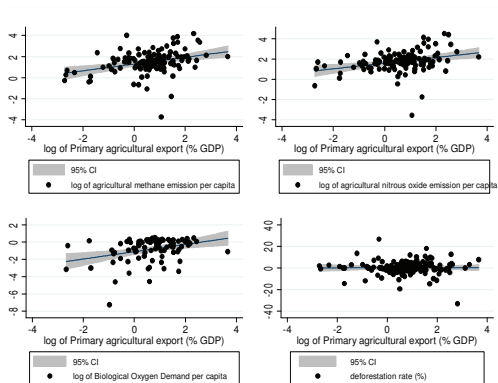 4
2
0
-2
-4
-4 -2 0 2 4
log of Primary agricultural export (% GDP)
95% CI
log of agricultural methane emission per capita
4
2
0
-2
-4
-4 -2 0 2 4
log of Primary agricultural export (% GDP)
95% CI
log of agricultural nitrous oxide emission per capita
2
0
-2
-4
-6
-8
-4 -2 0 2 4
log of Primary agricultural export (% GDP)
95% CI
log of Biological Oxygen Demand per capita
40
20
0
-20
-40
-4 -2 0 2 4
log of Primary agricultural export (% GDP)
95% CI
deforestation rate (%)